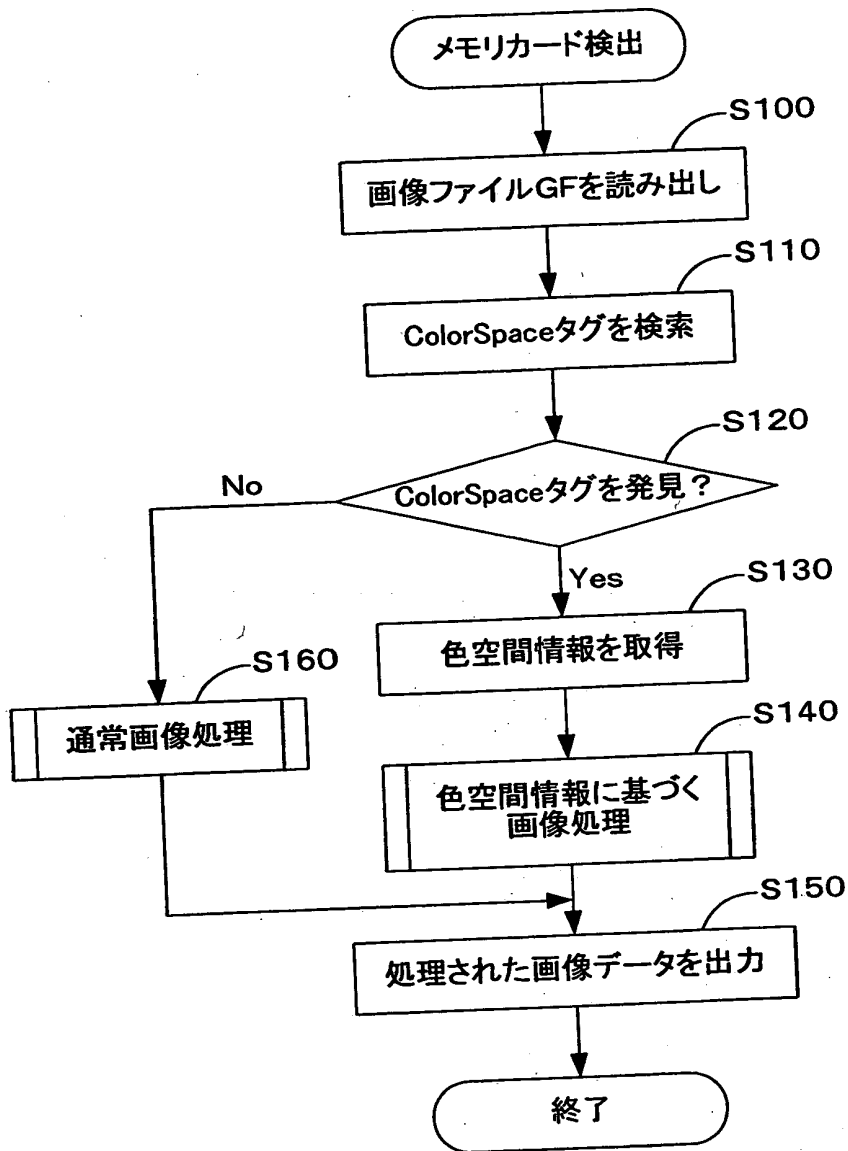 メモリカード検出
S100
画像ファイルGFを読み出し
S110
ColorSpaceタグを検索
S120
ColorSpaceタグを発見？
No
Yes
S130
色空間情報を取得
S160
通常画像処理
S140
色空間情報に基づく
画像処理
S150
処理された画像データを出力
終了